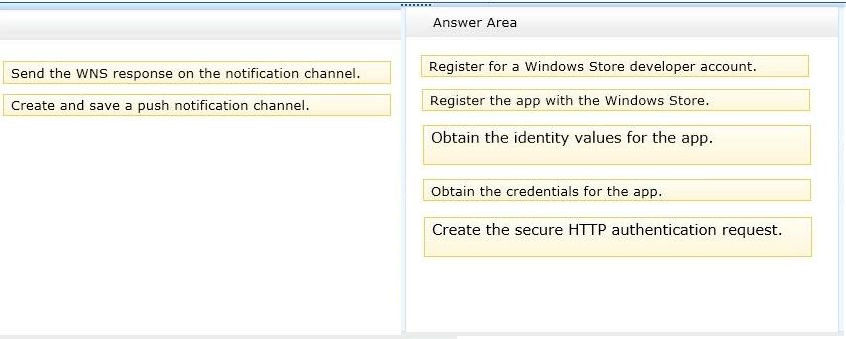 Answer Area
Send the WNS response on the notification channel.
Create and save a push notification channel.
Register for a Windows Store developer account.
Register the app with the Windows Store.
Obtain the identity values for the app.
Obtain the credentials for the app.
Create the secure HTTP authentication request.